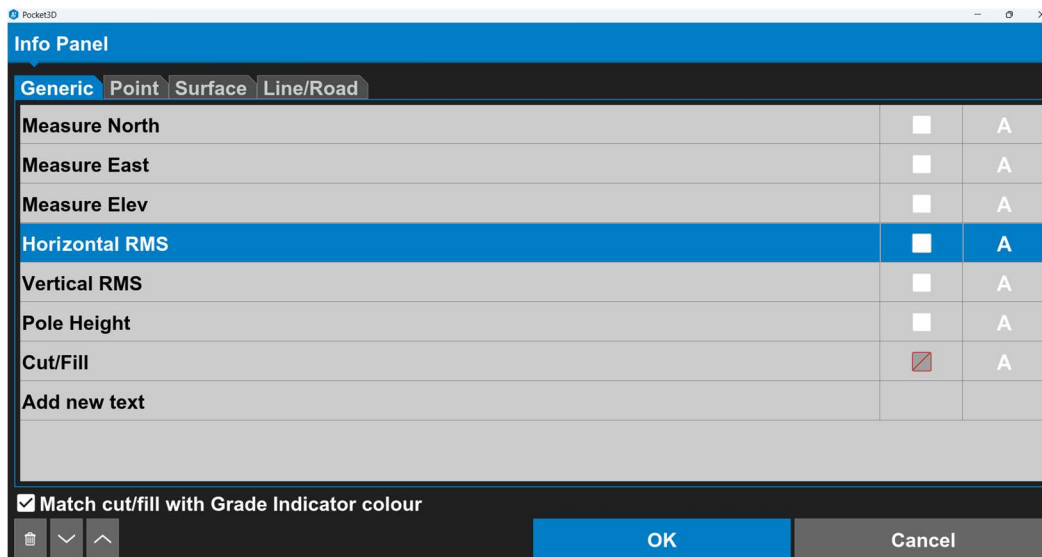 Pocket3D
Info Panel
Generic Point Surface Line/Road
Measure North A
Measure East A
Measure Elev A
Horizontal RMS A
Vertical RMS A
Pole Height A
Cut/Fill A
Add new text
Match cut/fill with Grade Indicator colour
OK Cancel